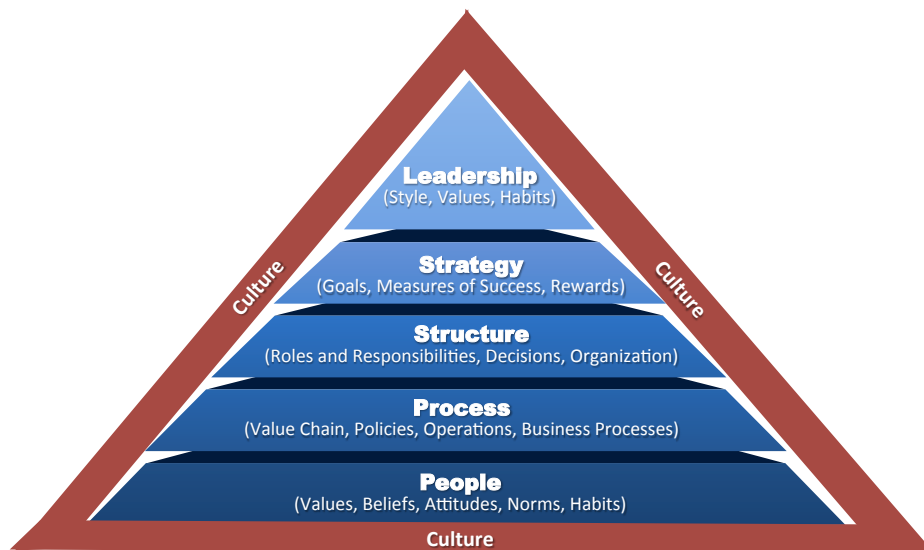 Leadership
(Style, Values, Habits)
Culture
Strategy
(Goals, Measures of Success, Rewards)
Culture
Structure
(Roles and Responsibilities, Decisions, Organization)
Process
(Value Chain, Policies, Operations, Business Processes)
People
(Values, Beliefs, Attitudes, Norms, Habits)
Culture